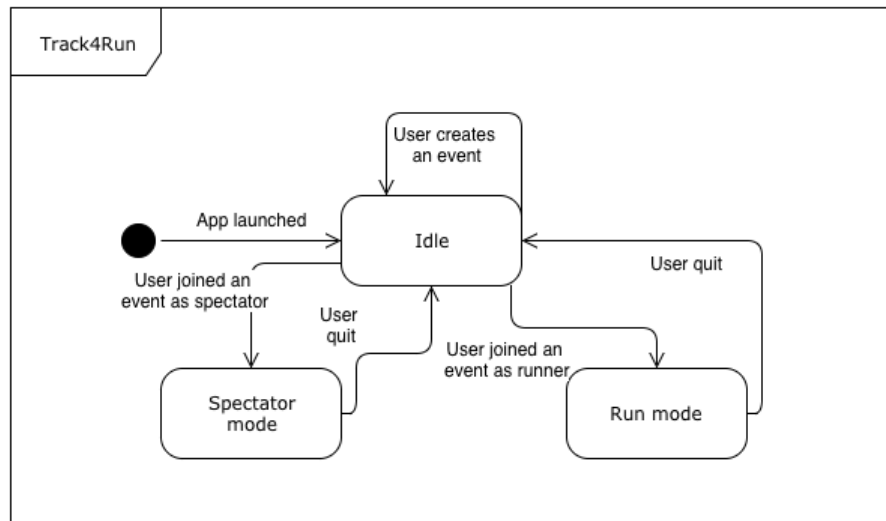 Track4Run
User creates
an event
App launched
Idle
User quit
User joined an
event as spectator
User
quit
User joined an
event as runner
Spectator
mode
Run mode